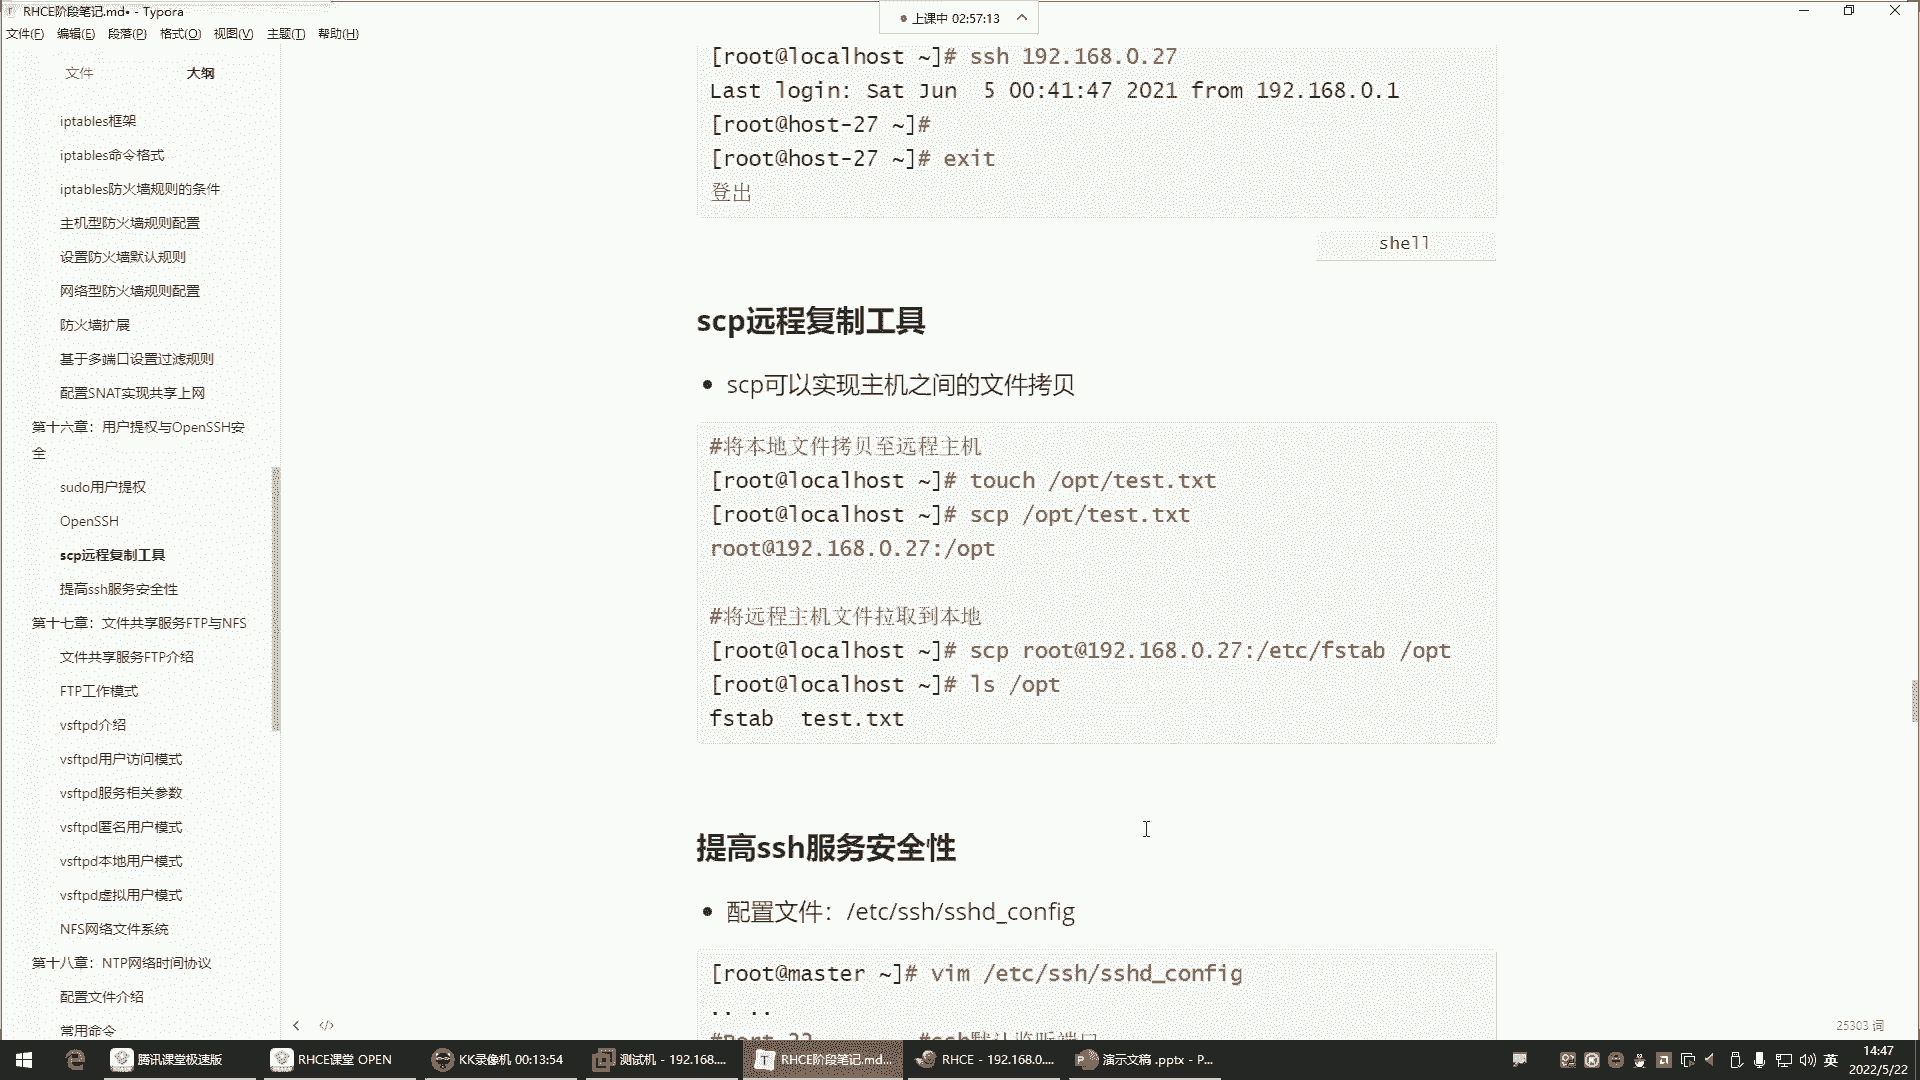 RHCE阶段笔记.md• - Typora
上课中 02:57:13
文件(F) 编辑(E) 段落(P) 格式(O) 视图(V) 主题(T) 帮助(H)
文件 大纲
iptables框架
iptables命令格式
iptables防火墙规则的条件
主机型防火墙规则配置
设置防火墙默认规则
网络型防火墙规则配置
防火墙扩展
基于多端口设置过滤规则
配置SNAT实现共享上网
第十六章：用户提权与OpenSSH安
全
sudo用户提权
OpenSSH
scp远程复制工具
提高ssh服务安全性
第十七章：文件共享服务FTP与NFS
文件共享服务FTP介绍
FTP工作模式
vsftpd介绍
vsftpd用户访问模式
vsftpd服务相关参数
vsftpd匿名用户模式
vsftpd本地用户模式
vsftpd虚拟用户模式
NFS网络文件系统
第十八章：NTP网络时间协议
配置文件介绍
常用命令
[root@localhost ~]# ssh 192.168.0.27
Last login: Sat Jun  5 00:41:47 2021 from 192.168.0.1
[root@host-27 ~]#
[root@host-27 ~]# exit
登出
shell
scp远程复制工具
• scp可以实现主机之间的文件拷贝
#将本地文件拷贝至远程主机
[root@localhost ~]# touch /opt/test.txt
[root@localhost ~]# scp /opt/test.txt
root@192.168.0.27:/opt
#将远程主机文件拉取到本地
[root@localhost ~]# scp root@192.168.0.27:/etc/fstab /opt
[root@localhost ~]# ls /opt
fstab  test.txt
提高ssh服务安全性
• 配置文件：/etc/ssh/sshd_config
[root@master ~]# vim /etc/ssh/sshd_config
.. ..
#Port 22 #ssh默认监听端口
25303 词
腾讯课堂极速版
RHCE课堂 OPEN
KK录像机 00:13:54
测试机 - 192.168....
RHCE阶段笔记.md...
RHCE - 192.168.0....
演示文稿 .pptx - P...
英
14:47
2022/5/22